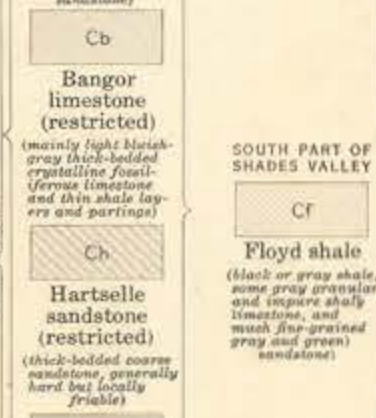 sandstone)
Cb
Bangor
limestone
(restricted)
(mainly light bluish-
gray thick-bedded
crystalline fossil-
iferous limestone
and thin shale lay-
ers and partings)
Ch
Hartselle
sandstone
(restricted)
(thick-bedded coarse
sandstone, generally
hard but locally
friable)
SOUTH PART OF
SHADES VALLEY
Cf
Floyd shale
(black or gray shale,
some gray granular
and impure shaly
limestone, and
much fine-grained
gray and green)
sandstone)